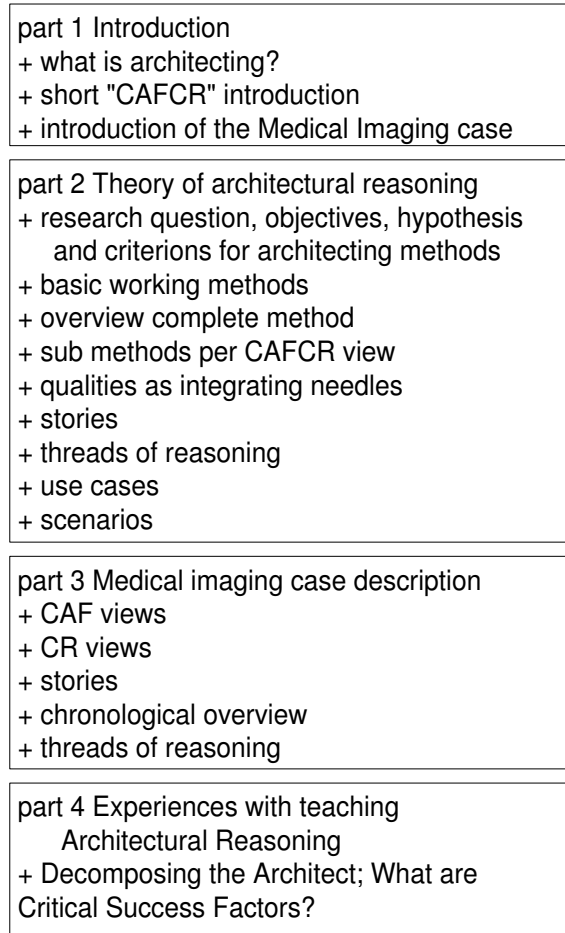 part 1 Introduction
+ what is architecting?
+ short "CAFCR" introduction
+ introduction of the Medical Imaging case
part 2 Theory of architectural reasoning
+ research question, objectives, hypothesis
and criterions for architecting methods
+ basic working methods
+ overview complete method
+ sub methods per CAFCR view
+ qualities as integrating needles
+ stories
+ threads of reasoning
+ use cases
+ scenarios
part 3 Medical imaging case description
+ CAF views
+ CR views
+ stories
+ chronological overview
+ threads of reasoning
part 4 Experiences with teaching
Architectural Reasoning
+ Decomposing the Architect; What are
Critical Success Factors?